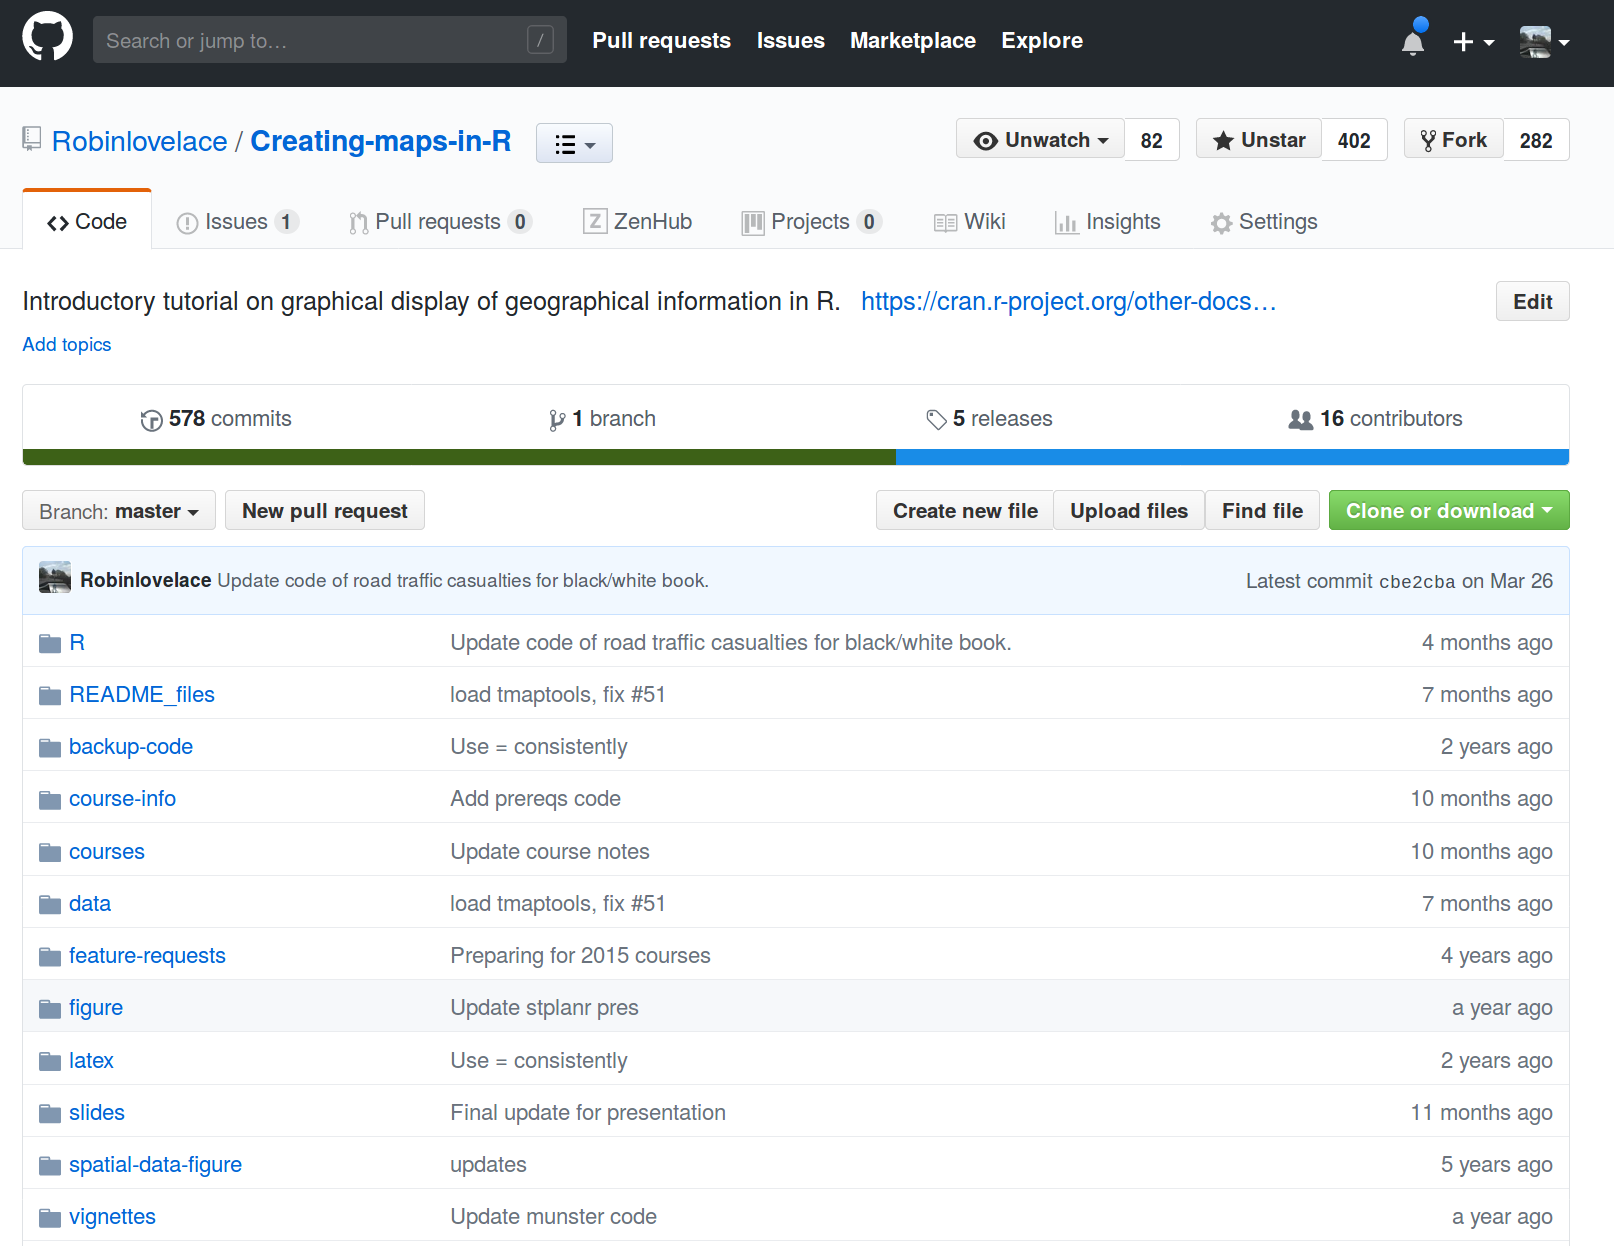 Search or jump to… / Pull requests Issues Marketplace Explore
Robinlovelace / Creating-maps-in-R Unwatch 82 Unstar 402 Fork 282
Code Issues 1 Pull requests 0 Z ZenHub Projects 0 Wiki Insights Settings
Introductory tutorial on graphical display of geographical information in R. https://cran.r-project.org/other-docs… Edit
Add topics
578 commits 1 branch 5 releases 16 contributors
Branch: master New pull request Create new file Upload files Find file Clone or download
Robinlovelace Update code of road traffic casualties for black/white book. Latest commit cbe2cba on Mar 26
R Update code of road traffic casualties for black/white book. 4 months ago
README_files load tmaptools, fix #51 7 months ago
backup-code Use = consistently 2 years ago
course-info Add prereqs code 10 months ago
courses Update course notes 10 months ago
data load tmaptools, fix #51 7 months ago
feature-requests Preparing for 2015 courses 4 years ago
figure Update stplanr pres a year ago
latex Use = consistently 2 years ago
slides Final update for presentation 11 months ago
spatial-data-figure updates 5 years ago
vignettes Update munster code a year ago